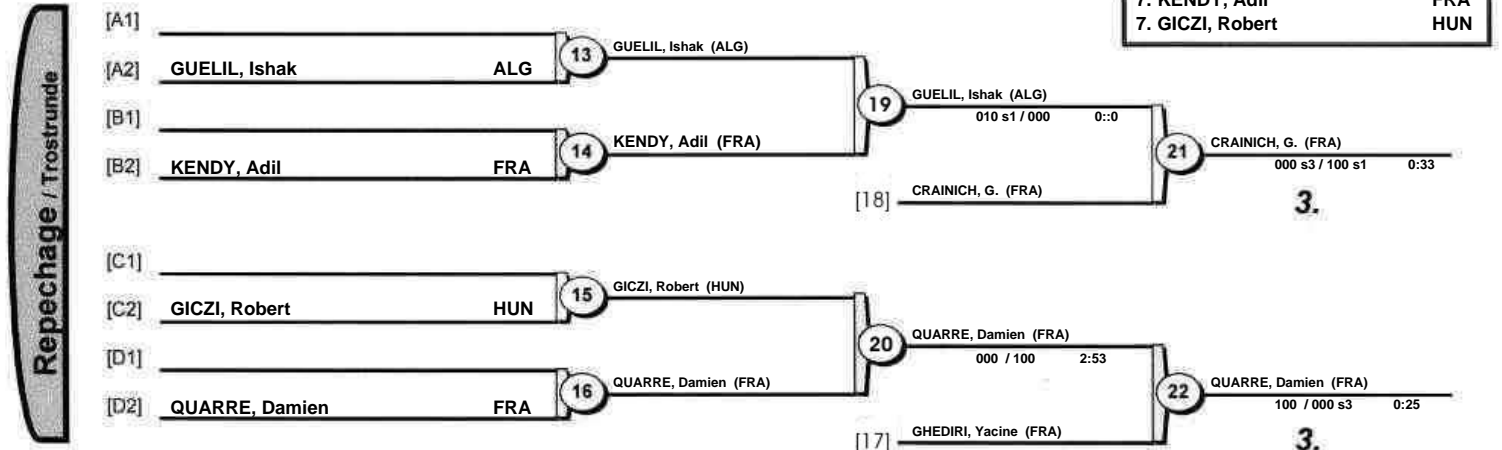 7. KENDY, Adil FRA
7. GICZI, Robert HUN
Repechage / Trostrunde
[A1]
[A2] GUELIL, Ishak ALG
13
GUELIL, Ishak (ALG)
[B1]
[B2] KENDY, Adil FRA
14
KENDY, Adil (FRA)
19
GUELIL, Ishak (ALG)
010 s1 / 000 0::0
[18] CRAINICH, G. (FRA)
21
CRAINICH, G. (FRA)
000 s3 / 100 s1 0:33
3.
[C1]
[C2] GICZI, Robert HUN
15
GICZI, Robert (HUN)
[D1]
[D2] QUARRE, Damien FRA
16
QUARRE, Damien (FRA)
20
QUARRE, Damien (FRA)
000 / 100 2:53
[17] GHEDIRI, Yacine (FRA)
22
QUARRE, Damien (FRA)
100 / 000 s3 0:25
3.